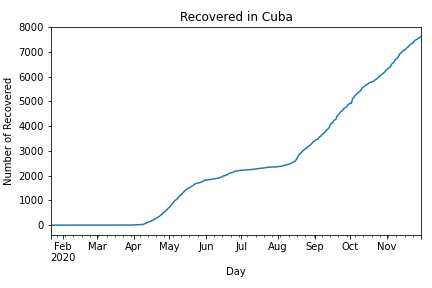 Recovered in Cuba
Number of Recovered
8000
7000
6000
5000
4000
3000
2000
1000
0
Feb Mar Apr May Jun Jul Aug Sep Oct Nov
2020
Day